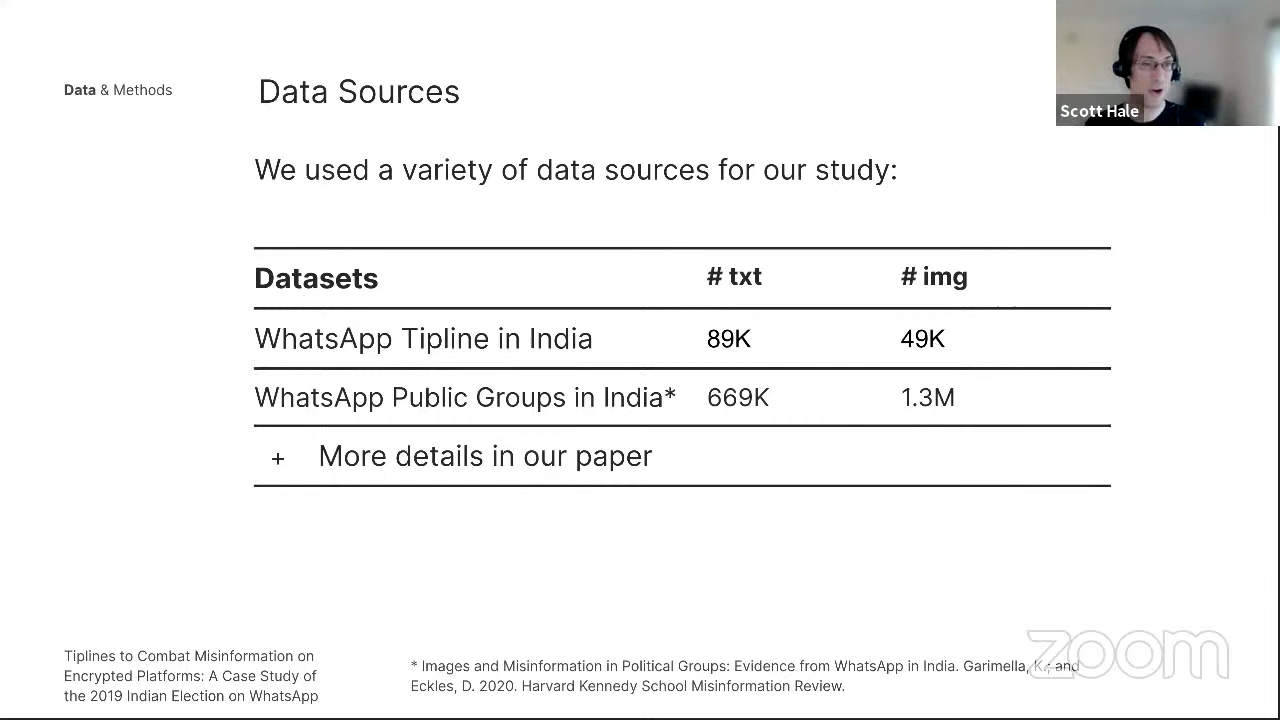 Data & Methods
Data Sources
Scott Hale
We used a variety of data sources for our study:
Datasets # txt # img
WhatsApp Tipline in India 89K 49K
WhatsApp Public Groups in India* 669K 1.3M
+ More details in our paper
Tiplines to Combat Misinformation on
Encrypted Platforms: A Case Study of
the 2019 Indian Election on WhatsApp
* Images and Misinformation in Political Groups: Evidence from WhatsApp in India. Garimella, K., and
Eckles, D. 2020. Harvard Kennedy School Misinformation Review.
zoom